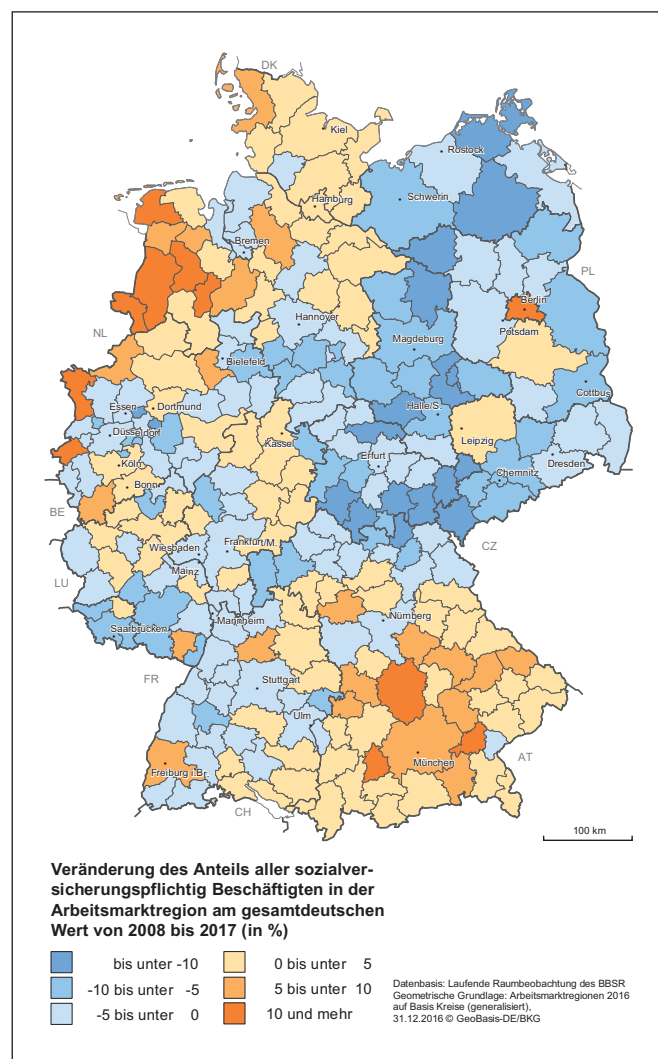 DK
Kiel
Rostock
Schwerin
Hamburg
Bremen
PL
Berlin
NL
Hannover
Potsdam
Magdeburg
Bielefeld
Cottbus
Essen
Dortmund
Halle/S.
Düsseldorf
Leipzig
Kassel
Köln
Erfurt
Dresden
Chemnitz
Bonn
BE
Wiesbaden
Frankfurt/M.
CZ
Mainz
LU
Nürnberg
Mannheim
Saarbrücken
FR
Stuttgart
Ulm
München
AT
Freiburg i.Br.
CH
100 km
Veränderung des Anteils aller sozialver-
sicherungspflichtig Beschäftigten in der
Arbeitsmarktregion am gesamtdeutschen
Wert von 2008 bis 2017 (in %)
bis unter -10
-10 bis unter -5
-5 bis unter 0
0 bis unter 5
5 bis unter 10
10 und mehr
Datenbasis: Laufende Raumbeobachtung des BBSR
Geometrische Grundlage: Arbeitsmarktregionen 2016
auf Basis Kreise (generalisiert),
31.12.2016 © GeoBasis-DE/BKG